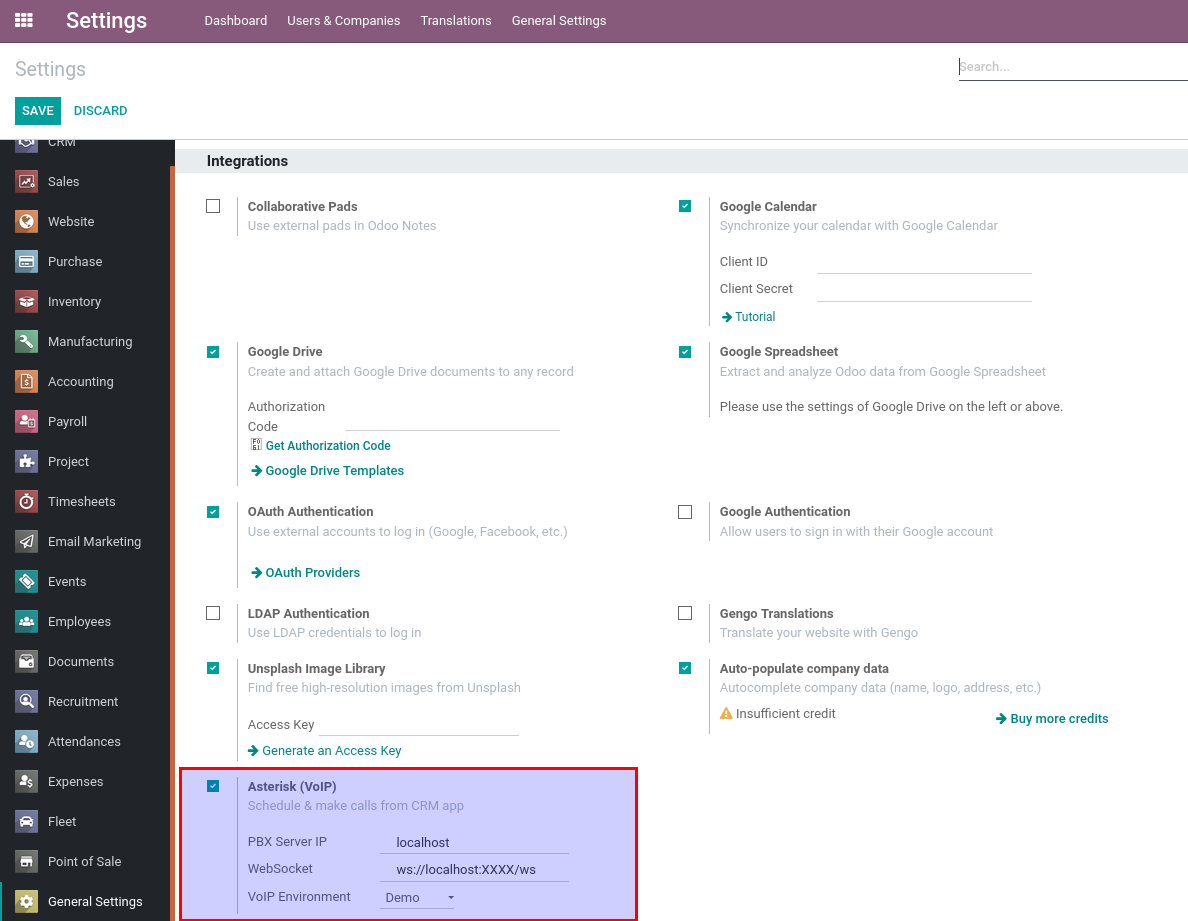 Settings
Dashboard
Users & Companies
Translations
General Settings
Settings
Search...
SAVE
DISCARD
CRM
Sales
Website
Purchase
Inventory
Manufacturing
Accounting
Payroll
Project
Timesheets
Email Marketing
Events
Employees
Documents
Recruitment
Attendances
Expenses
Fleet
Point of Sale
General Settings
Integrations
Collaborative Pads
Use external pads in Odoo Notes
Google Calendar
Synchronize your calendar with Google Calendar
Client ID
Client Secret
Tutorial
Google Drive
Create and attach Google Drive documents to any record
Authorization
Code
Get Authorization Code
Google Drive Templates
Google Spreadsheet
Extract and analyze Odoo data from Google Spreadsheet
Please use the settings of Google Drive on the left or above.
OAuth Authentication
Use external accounts to log in (Google, Facebook, etc.)
OAuth Providers
Google Authentication
Allow users to sign in with their Google account
LDAP Authentication
Use LDAP credentials to log in
Gengo Translations
Translate your website with Gengo
Unsplash Image Library
Find free high-resolution images from Unsplash
Access Key
Generate an Access Key
Auto-populate company data
Autocomplete company data (name, logo, address, etc.)
Insufficient credit
Buy more credits
Asterisk (VoIP)
Schedule & make calls from CRM app
PBX Server IP localhost
WebSocket ws://localhost:XXXX/ws
VoIP Environment Demo